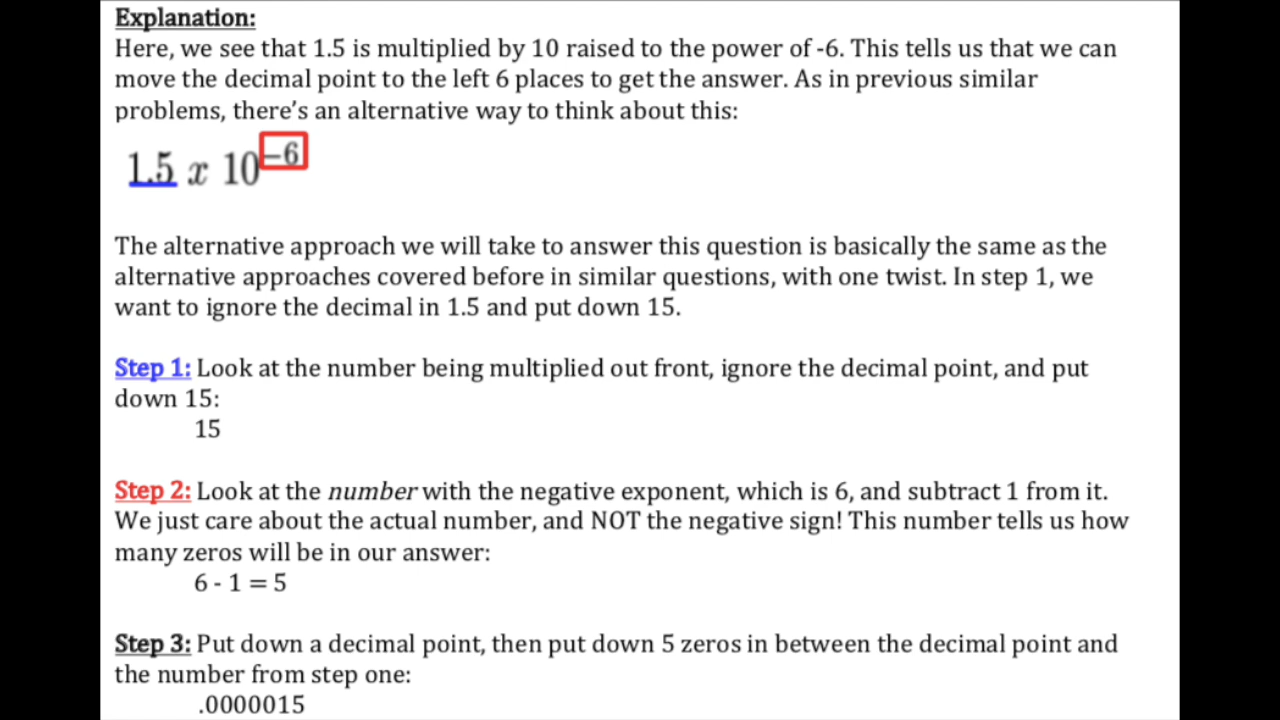 Explanation:
Here, we see that 1.5 is multiplied by 10 raised to the power of -6. This tells us that we can
move the decimal point to the left 6 places to get the answer. As in previous similar
problems, there’s an alternative way to think about this:
1.5 x 10^−6
The alternative approach we will take to answer this question is basically the same as the
alternative approaches covered before in similar questions, with one twist. In step 1, we
want to ignore the decimal in 1.5 and put down 15.
Step 1: Look at the number being multiplied out front, ignore the decimal point, and put
down 15:
15
Step 2: Look at the number with the negative exponent, which is 6, and subtract 1 from it.
We just care about the actual number, and NOT the negative sign! This number tells us how
many zeros will be in our answer:
6 - 1 = 5
Step 3: Put down a decimal point, then put down 5 zeros in between the decimal point and
the number from step one:
.0000015